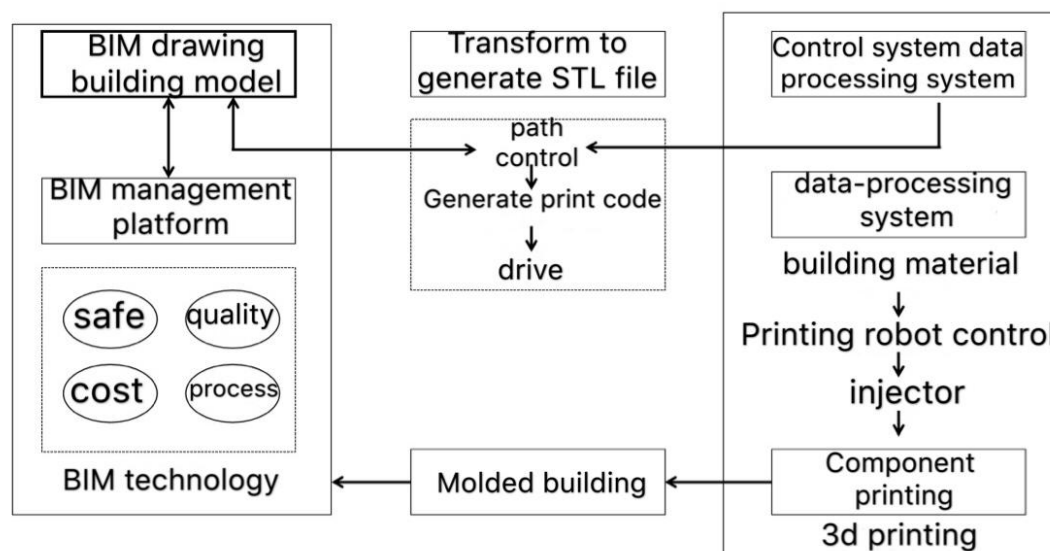 BIM drawing
building model
BIM management
platform
safe
quality
cost
process
BIM technology
Transform to
generate STL file
path
control
Generate print code
drive
Molded building
Control system data
processing system
data-processing
system
building material
Printing robot control
injector
Component
printing
3d printing